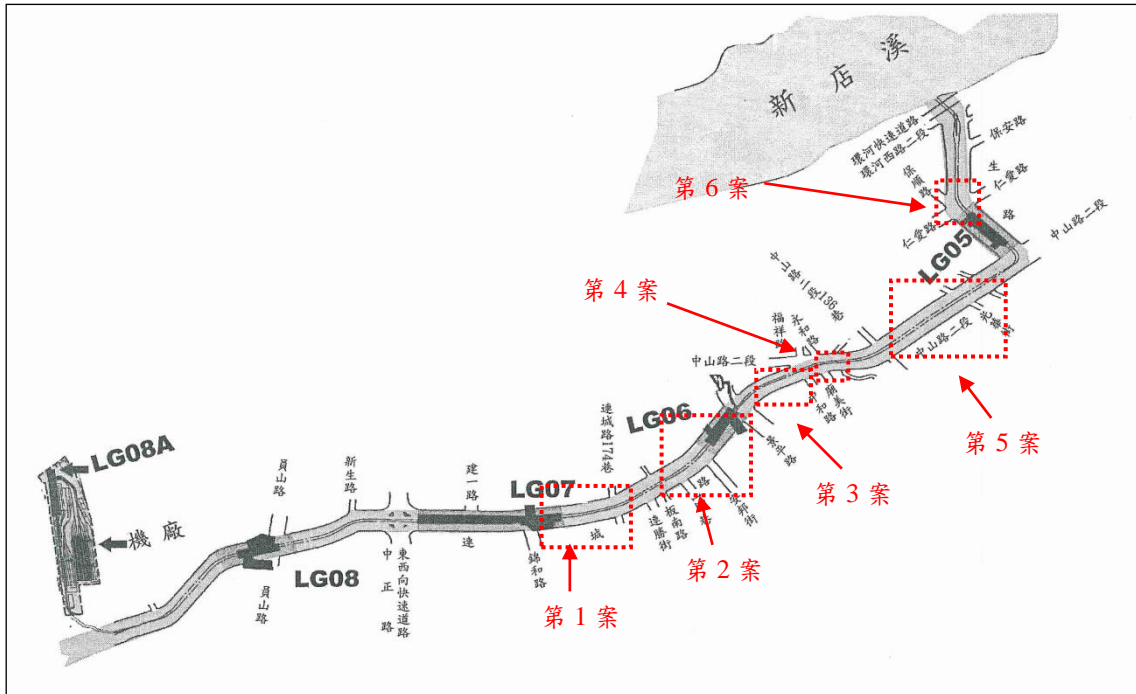 新店溪
環河快速道路
環河西路二段
保安路
保順路
生
仁愛路
路
仁愛路
第 6 案
LG05
中山路二段
中山路二段136巷
第 4 案
福祥路
永和路
中山路二段
光華街
中山路二段
廟美街
中和路
第 5 案
LG06
景平路
第 3 案
連城路174巷
安邦街
路
板南路
連勝街
第 2 案
LG07
建一路
新生路
員山路
LG08A
機廠
城
連
錦和路
第 1 案
LG08
東西向快速道路
中正路
員山路